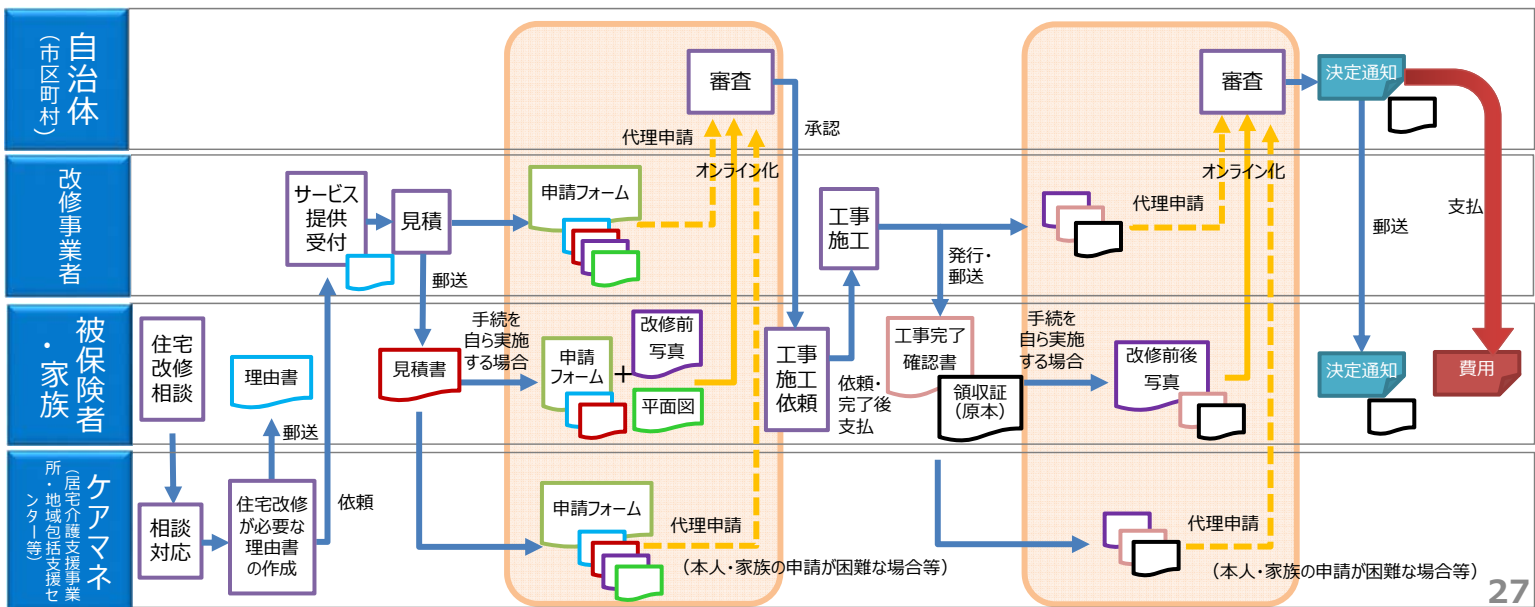 自治体
（市区町村）
審査
代理申請
オンライン化
承認
審査
代理申請
オンライン化
決定通知
郵送
支払
改修事業者
サービス
提供
受付
見積
郵送
申請フォーム
工事
施工
発行・
郵送
被保険者
・家族
住宅
改修
相談
理由書
郵送
依頼
見積書
手続を
自ら実施
する場合
申請
フォーム
+
改修前
写真
平面図
工事
施工
依頼
依頼・
完了後
支払
工事完了
確認書
領収証
（原本）
手続を
自ら実施
する場合
改修前後
写真
決定通知
費用
ケアマネ
（居宅介護支援事業
所・地域包括支援セ
ンター等）
相談
対応
住宅改修
が必要な
理由書
の作成
申請フォーム
代理申請
（本人・家族の申請が困難な場合等）
代理申請
（本人・家族の申請が困難な場合等）
27